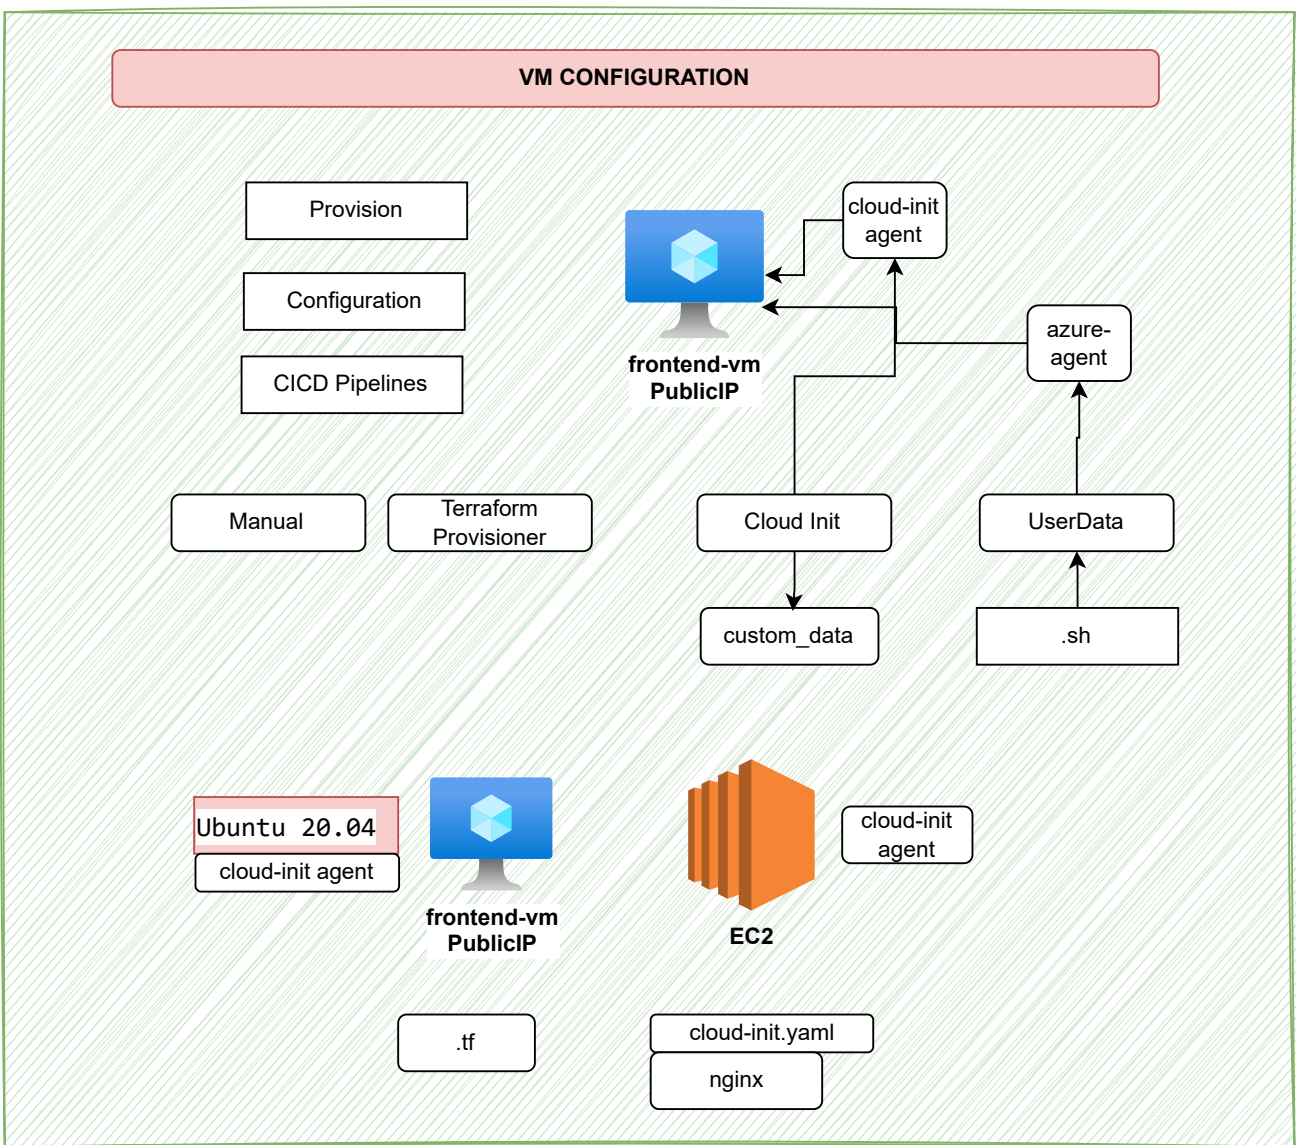 VM CONFIGURATION
Provision
Configuration
CICD Pipelines
cloud-init
agent
frontend-vm
PublicIP
azure-
agent
Manual
Terraform
Provisioner
Cloud Init
UserData
custom_data
.sh
Ubuntu 20.04
cloud-init agent
frontend-vm
PublicIP
EC2
cloud-init
agent
.tf
cloud-init.yaml
nginx